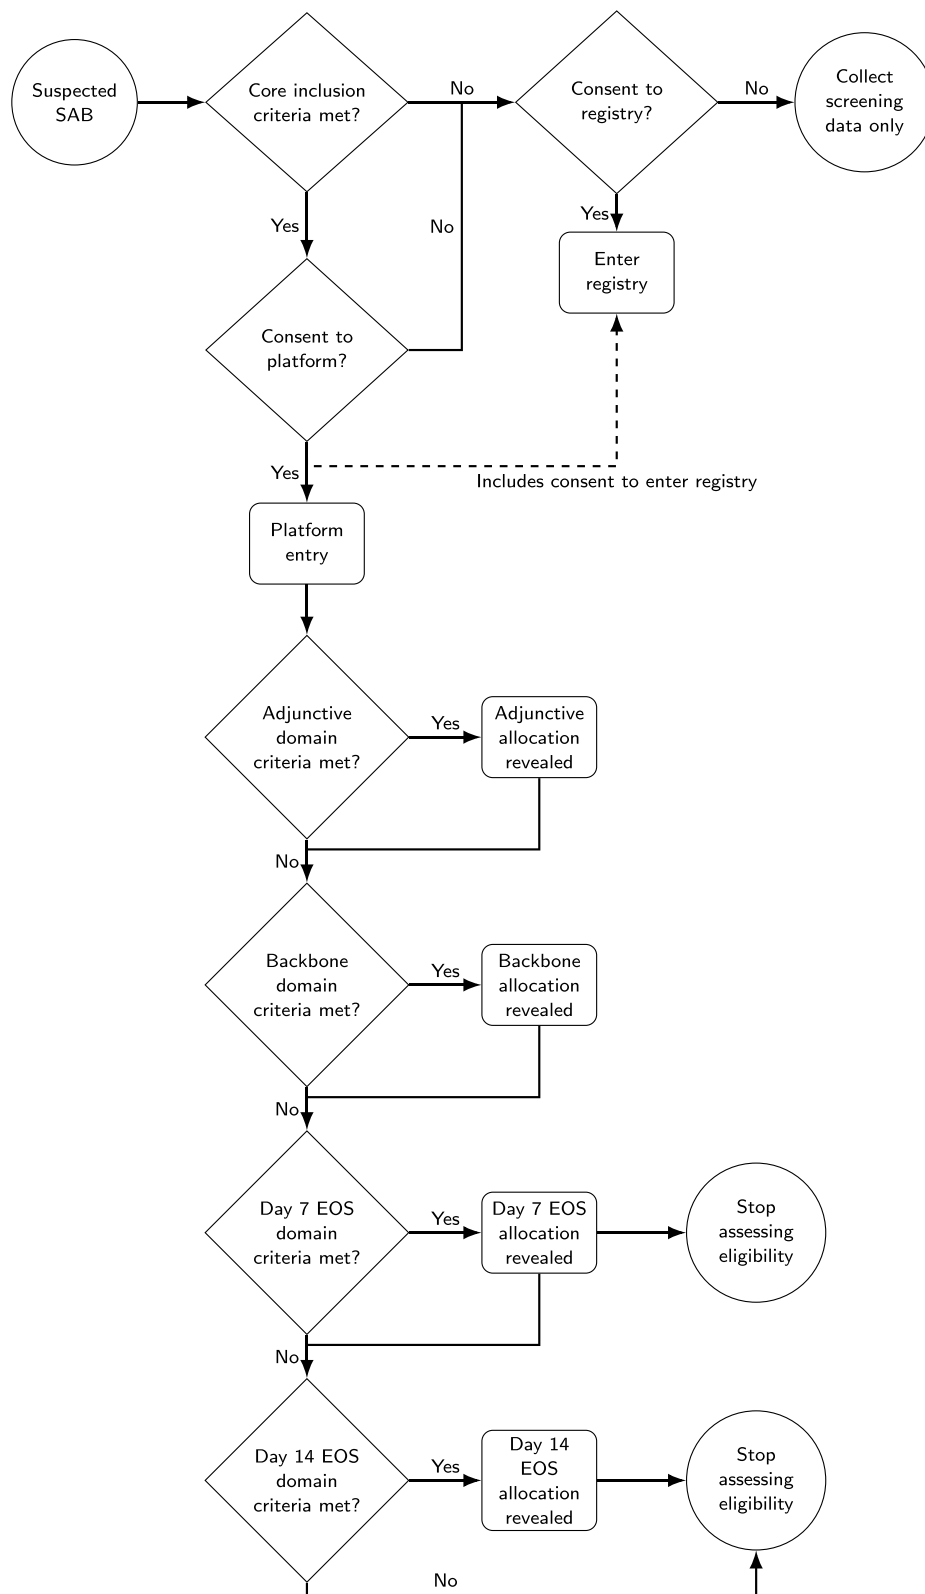 Suspected
SAB
Core inclusion
criteria met?
No
Consent to
registry?
No
Collect
screening
data only
Yes
No
Yes
Enter
registry
Consent to
platform?
Yes
Includes consent to enter registry
Platform
entry
Adjunctive
domain
criteria met?
Yes
Adjunctive
allocation
revealed
No
Backbone
domain
criteria met?
Yes
Backbone
allocation
revealed
No
Day 7 EOS
domain
criteria met?
Yes
Day 7 EOS
allocation
revealed
Stop
assessing
eligibility
No
Day 14 EOS
domain
criteria met?
Yes
Day 14
EOS
allocation
revealed
Stop
assessing
eligibility
No